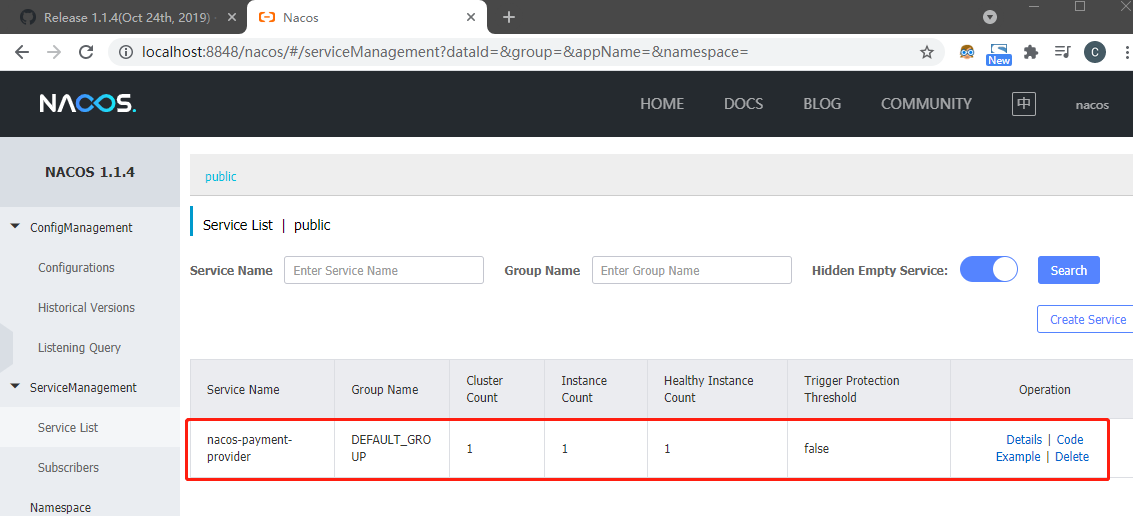 Release 1.1.4(Oct 24th, 2019)
Nacos
localhost:8848/nacos/#/serviceManagement?dataId=&group=&appName=&namespace=
New
C
NACOS.
HOME DOCS BLOG COMMUNITY 中 nacos
NACOS 1.1.4
ConfigManagement
Configurations
Historical Versions
Listening Query
ServiceManagement
Service List
Subscribers
Namespace
public
Service List | public
Service Name Enter Service Name Group Name Enter Group Name Hidden Empty Service: Search
Create Service
Service Name Group Name Cluster Count Instance Count Healthy Instance Count Trigger Protection Threshold Operation
nacos-payment-provider DEFAULT_GROUP 1 1 1 false Details | Code Example | Delete